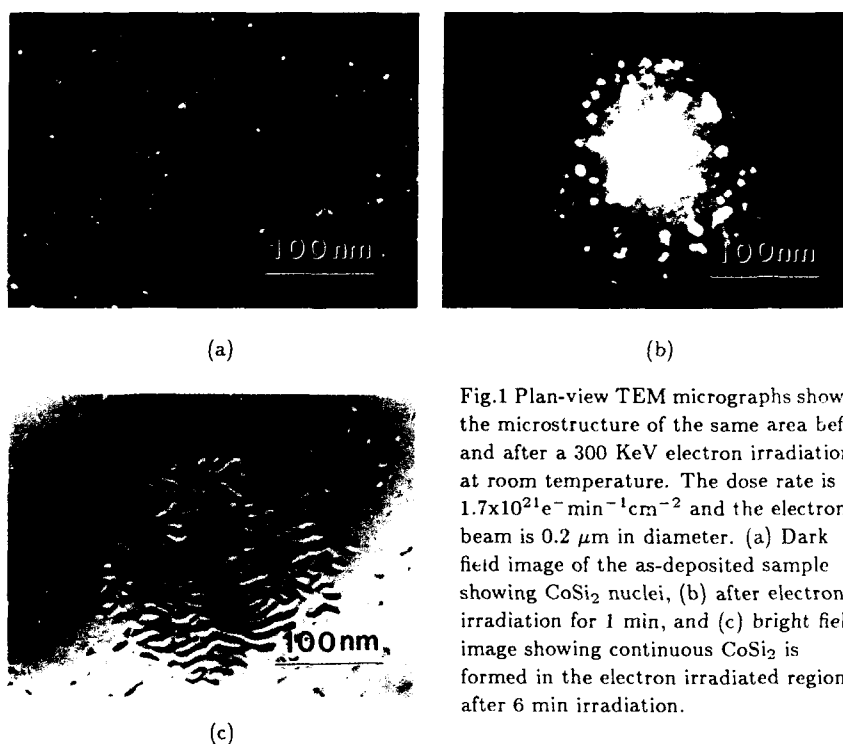 100nm
100nm
(a)
(b)
100nm
(c)
Fig.1 Plan-view TEM micrographs show
the microstructure of the same area bef
and after a 300 KeV electron irradiation
at room temperature. The dose rate is
1.7x10²¹e⁻min⁻¹cm⁻² and the electron
beam is 0.2 μm in diameter. (a) Dark
field image of the as-deposited sample
showing CoSi₂ nuclei, (b) after electron
irradiation for 1 min, and (c) bright fiel
image showing continuous CoSi₂ is
formed in the electron irradiated region
after 6 min irradiation.